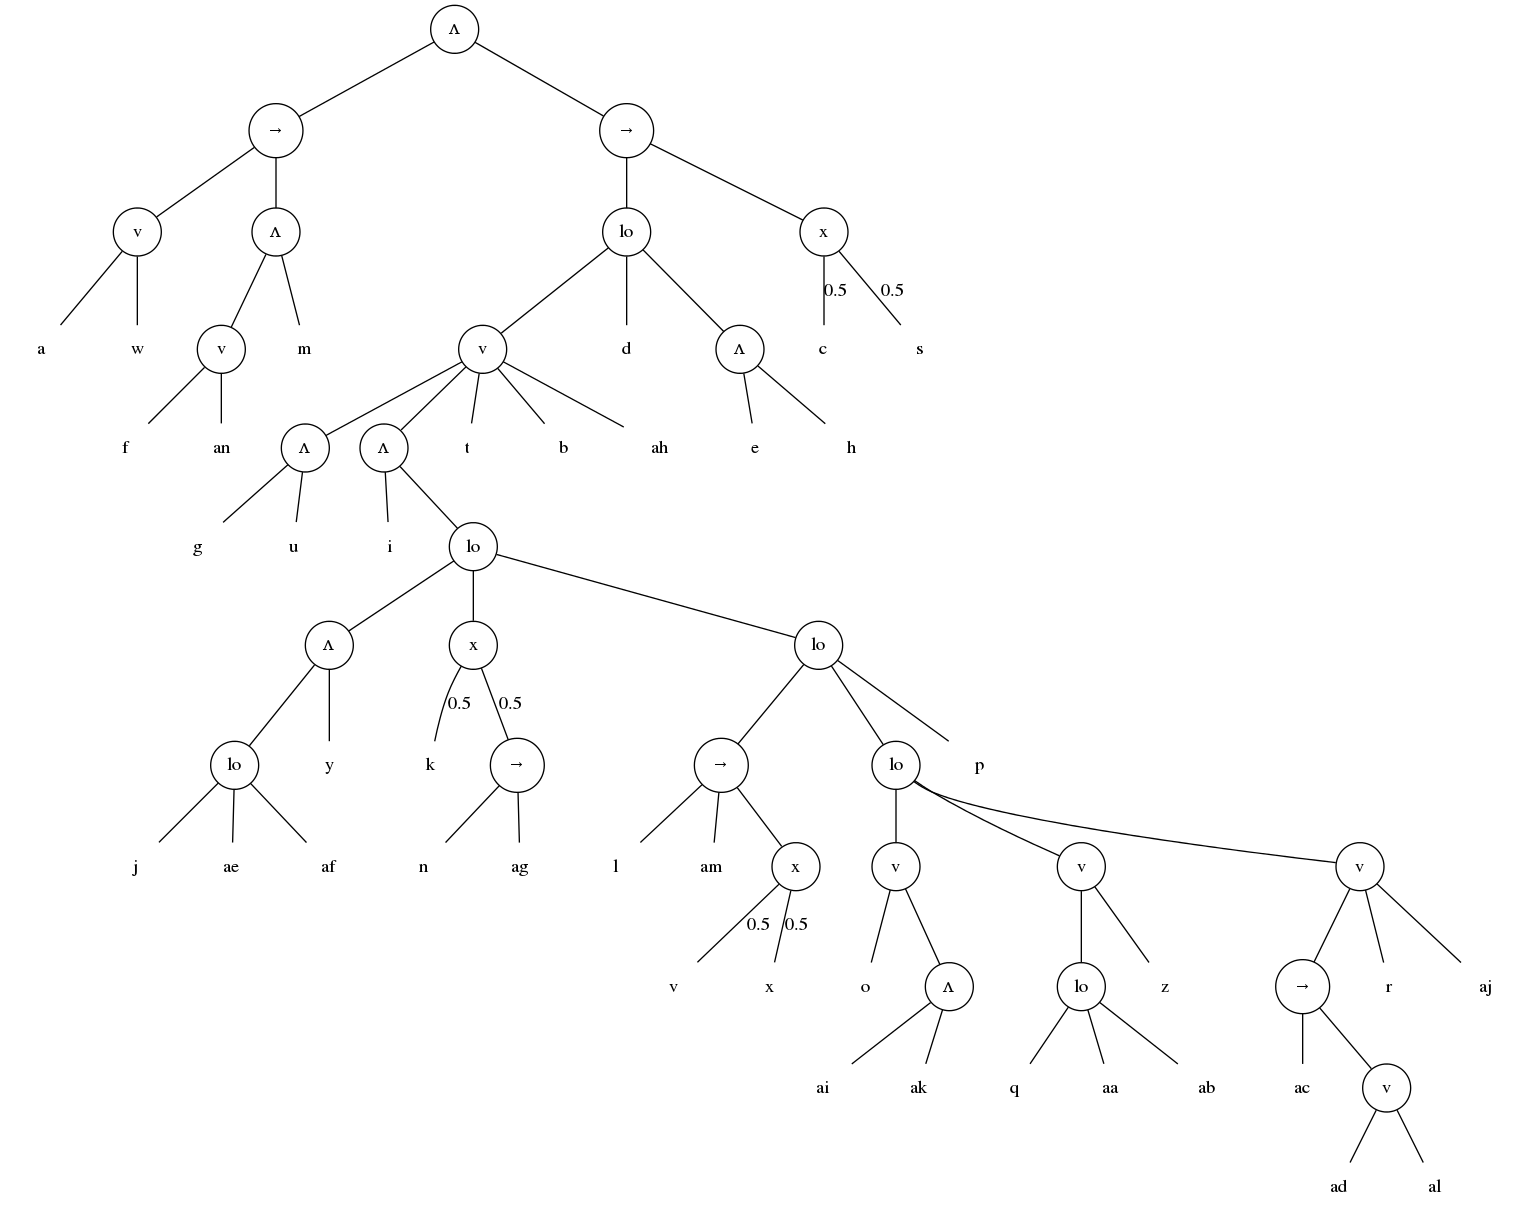 Λ
→ →
v Λ lo x
0.5 0.5
a w v m v d Λ c s
f an Λ Λ t b ah e h
g u i lo
Λ x lo
0.5 0.5
lo y k → → lo p
j ae af n ag l am x v v v
0.5 0.5
v x o Λ lo z → r aj
ai ak q aa ab ac v
ad al